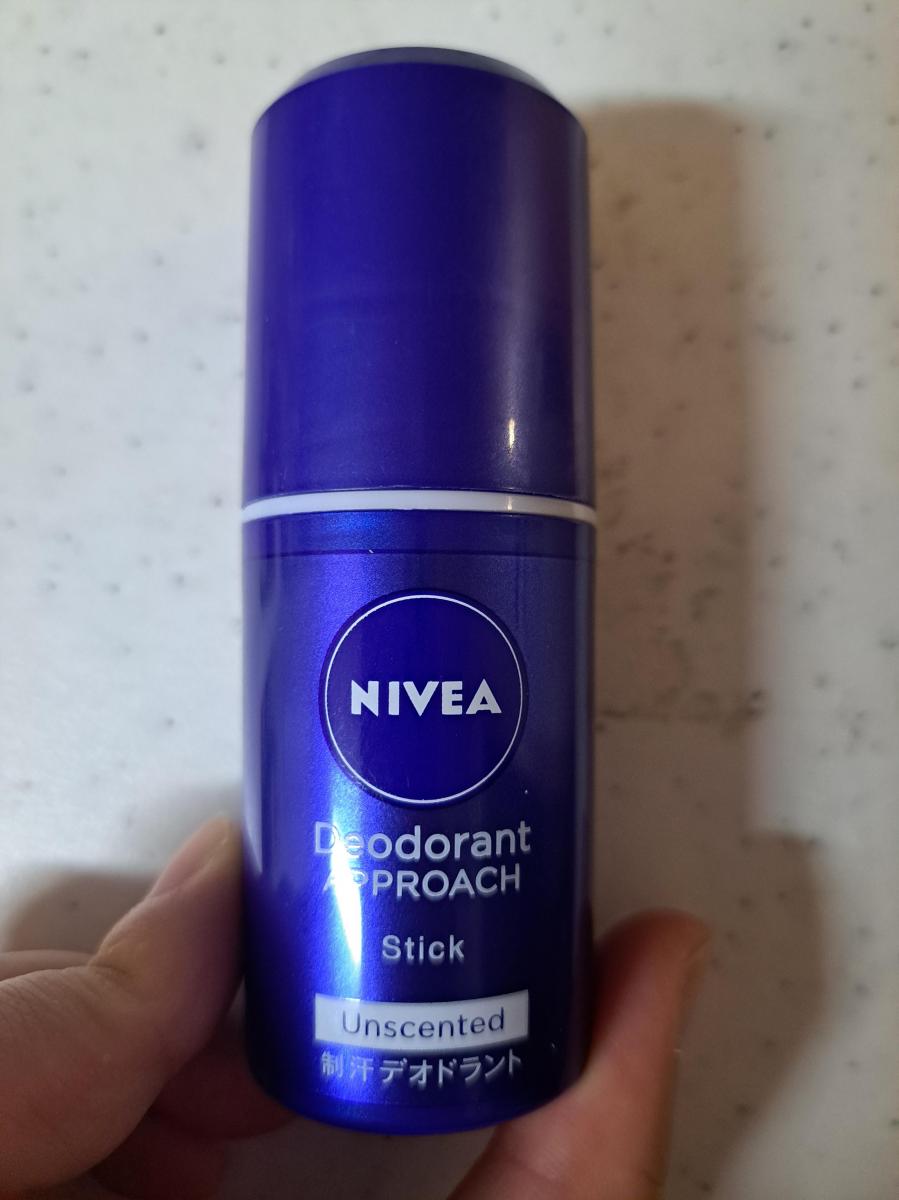 NIVEA
Deodorant
APPROACH
Stick
Unscented
制汗デオドラント